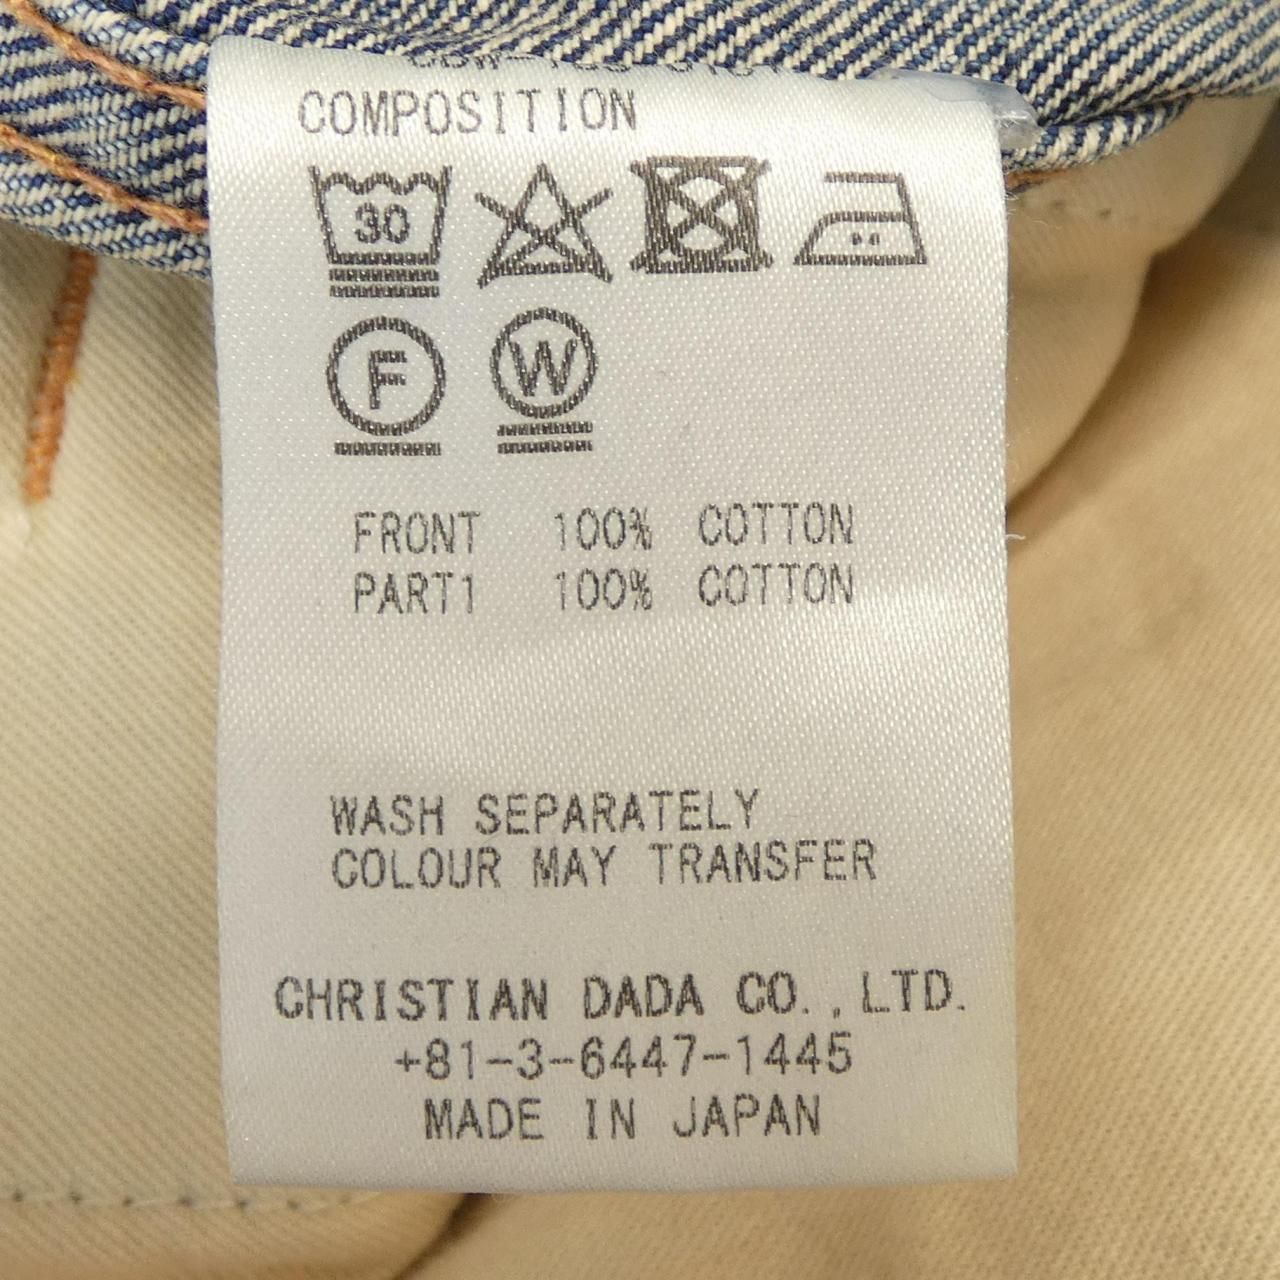 COMPOSITION
30
F W
FRONT 100% COTTON
PART1 100% COTTON
WASH SEPARATELY
COLOUR MAY TRANSFER
CHRISTIAN DADA CO.,LTD.
+81-3-6447-1445
MADE IN JAPAN